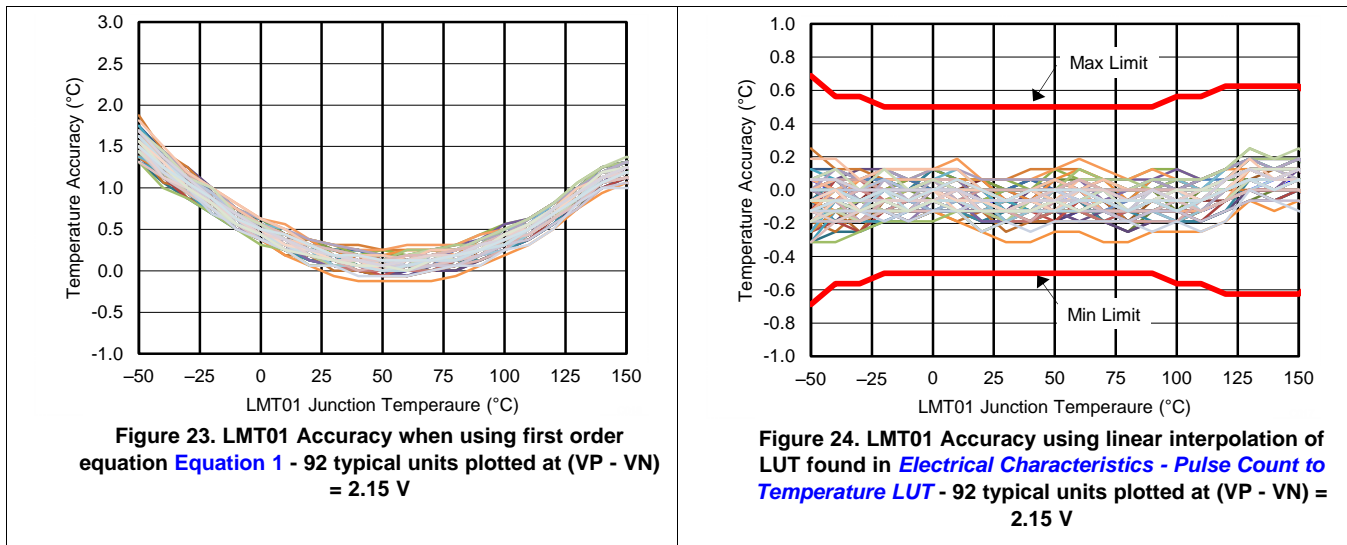 3.0
2.5
2.0
1.5
1.0
0.5
0.0
-0.5
-1.0
Temperature Accuracy (°C)
–50 –25 0 25 50 75 100 125 150
LMT01 Junction Temperaure (°C)
Figure 23. LMT01 Accuracy when using first order
equation Equation 1 - 92 typical units plotted at (VP - VN)
= 2.15 V
1.0
0.8
0.6
0.4
0.2
0.0
-0.2
-0.4
-0.6
-0.8
-1.0
Temperature Accuracy (°C)
Max Limit
Min Limit
–50 –25 0 25 50 75 100 125 150
LMT01 Junction Temperaure (°C)
Figure 24. LMT01 Accuracy using linear interpolation of
LUT found in Electrical Characteristics - Pulse Count to
Temperature LUT - 92 typical units plotted at (VP - VN) =
2.15 V